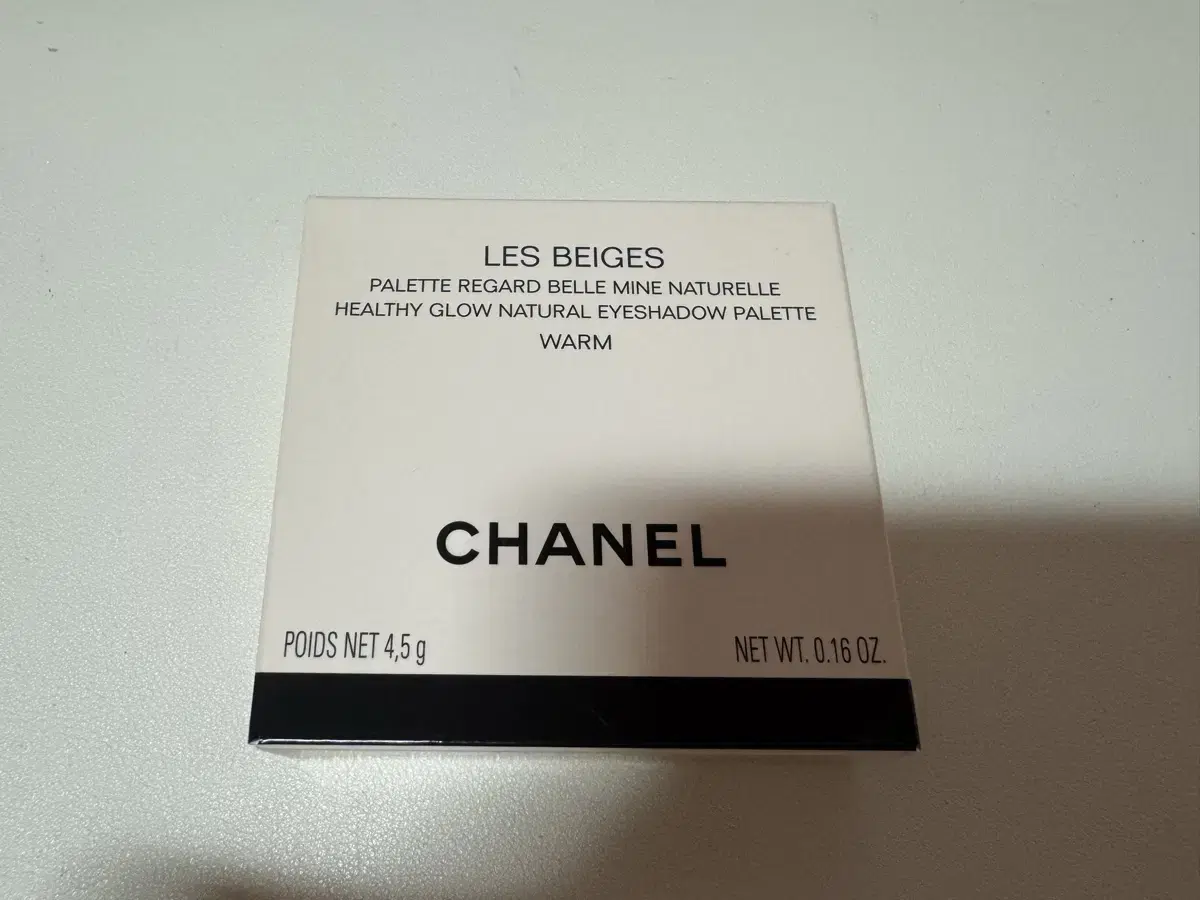 LES BEIGES
PALETTE REGARD BELLE MINE NATURELLE
HEALTHY GLOW NATURAL EYESHADOW PALETTE
WARM
CHANEL
POIDS NET 4,5 g
NET WT. 0.16 OZ.